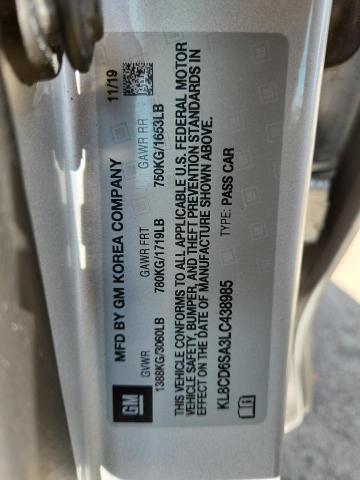 MFD BY GM KOREA COMPANY 11/19
GM
GVWR GAWR FRT GAWR RR
1388KG/3060LB 780KG/1719LB 750KG/1653LB
THIS VEHICLE CONFORMS TO ALL APPLICABLE U.S. FEDERAL MOTOR
VEHICLE SAFETY, BUMPER, AND THEFT PREVENTION STANDARDS IN
EFFECT ON THE DATE OF MANUFACTURE SHOWN ABOVE.
KL8CD6SA3LC438985 TYPE: PASS CAR